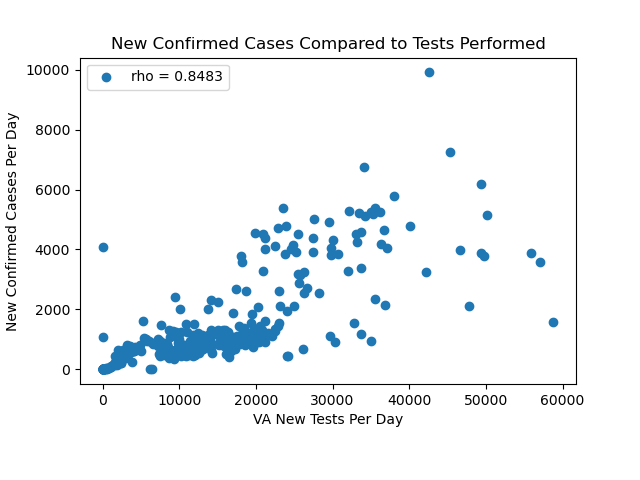 New Confirmed Cases Compared to Tests Performed
rho = 0.8483
New Confirmed Caeses Per Day
10000
8000
6000
4000
2000
0
0 10000 20000 30000 40000 50000 60000
VA New Tests Per Day